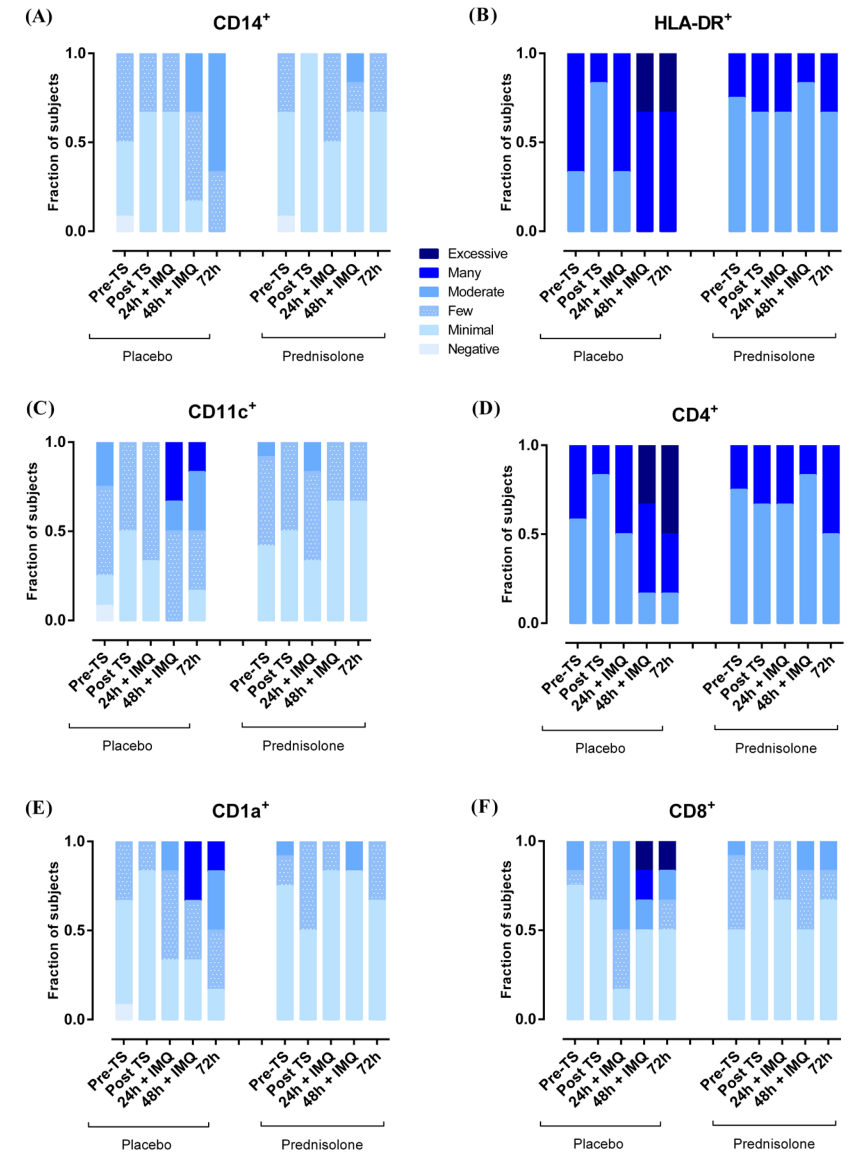 (A)
CD14+
Fraction of subjects
1.0
0.5
0.0
Pre-TS
Post TS
24h + IMQ
48h + IMQ
72h
Pre-TS
Post TS
24h + IMQ
48h + IMQ
72h
Placebo
Prednisolone
(B)
HLA-DR+
Fraction of subjects
1.0
0.5
0.0
Pre-TS
Post TS
24h + IMQ
48h + IMQ
72h
Pre-TS
Post TS
24h + IMQ
48h + IMQ
72h
Placebo
Prednisolone
Excessive
Many
Moderate
Few
Minimal
Negative
(C)
CD11c+
Fraction of subjects
1.0
0.5
0.0
Pre-TS
Post TS
24h + IMQ
48h + IMQ
72h
Pre-TS
Post TS
24h + IMQ
48h + IMQ
72h
Placebo
Prednisolone
(D)
CD4+
Fraction of subjects
1.0
0.5
0.0
Pre-TS
Post TS
24h + IMQ
48h + IMQ
72h
Pre-TS
Post TS
24h + IMQ
48h + IMQ
72h
Placebo
Prednisolone
(E)
CD1a+
Fraction of subjects
1.0
0.5
0.0
Pre-TS
Post TS
24h + IMQ
48h + IMQ
72h
Pre-TS
Post TS
24h + IMQ
48h + IMQ
72h
Placebo
Prednisolone
(F)
CD8+
Fraction of subjects
1.0
0.5
0.0
Pre-TS
Post TS
24h + IMQ
48h + IMQ
72h
Pre-TS
Post TS
24h + IMQ
48h + IMQ
72h
Placebo
Prednisolone